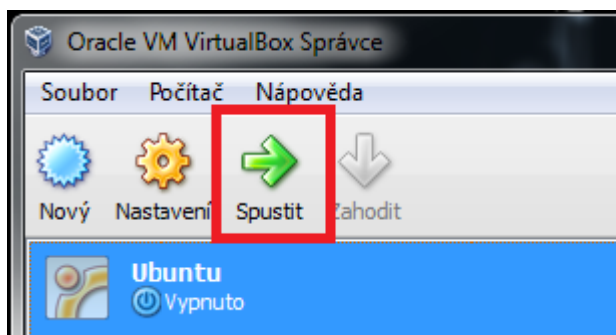 Oracle VM VirtualBox Správce
Soubor Počítač Nápověda
Nový Nastavení Spustit Zahodit
Ubuntu
Vypnuto